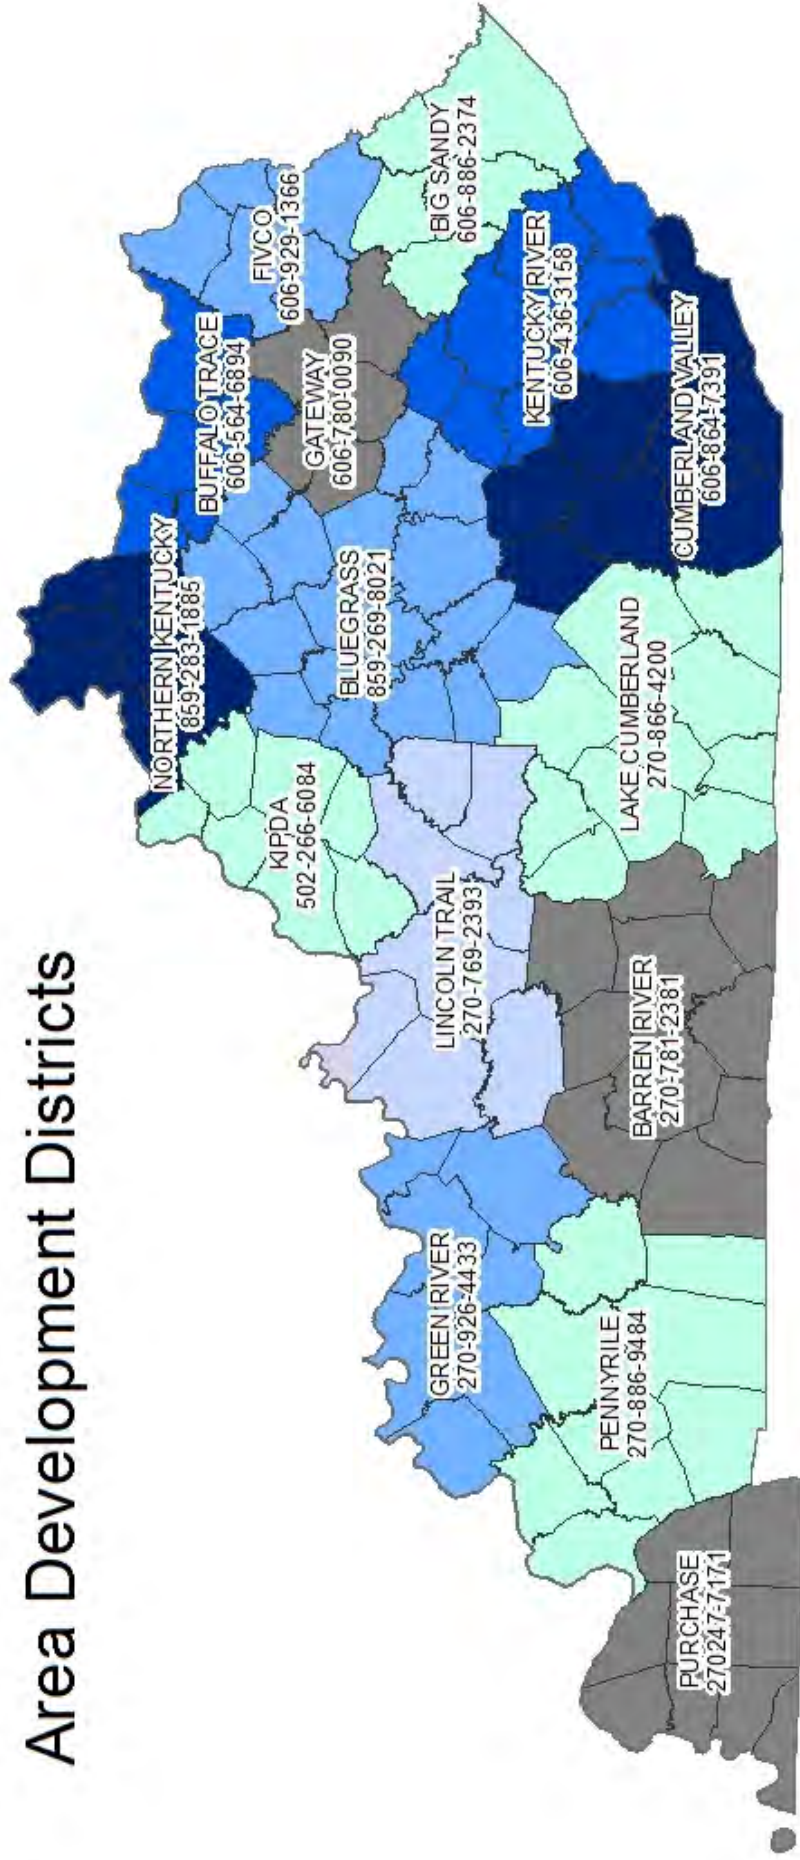 Area Development Districts
NORTHERN KENTUCKY
859-283-1885
BUFFALO TRACE
606-564-6894
FIVCO
606-929-1366
KIPDA
502-266-6084
GATEWAY
606-780-0090
BLUEGRASS
859-269-8021
BIG SANDY
606-886-2374
GREEN RIVER
270-926-4433
LINCOLN TRAIL
270-769-2393
KENTUCKY RIVER
606-436-3158
PENNYRILE
270-886-9484
BARREN RIVER
270-781-2381
LAKE CUMBERLAND
270-866-4200
CUMBERLAND VALLEY
606-864-7391
PURCHASE
270247-7171